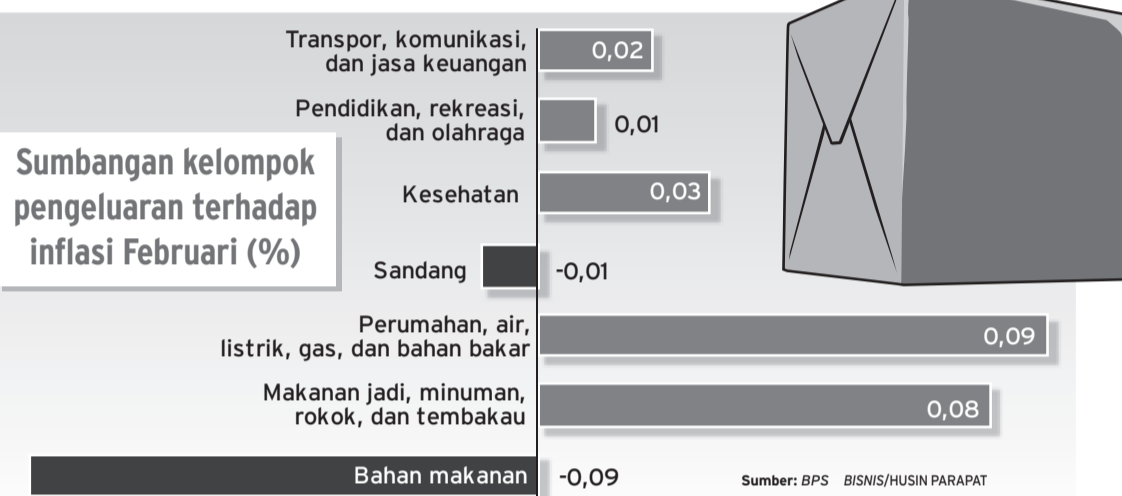 Transpor, komunikasi,
dan jasa keuangan
0,02
Pendidikan, rekreasi,
dan olahraga
0,01
Sumbangan kelompok
pengeluaran terhadap
inflasi Februari (%)
Kesehatan
0,03
Sandang
-0,01
Perumahan, air,
listrik, gas, dan bahan bakar
0,09
Makanan jadi, minuman,
rokok, dan tembakau
0,08
Bahan makanan
-0,09
Sumber: BPS BISNIS/HUSIN PARAPAT